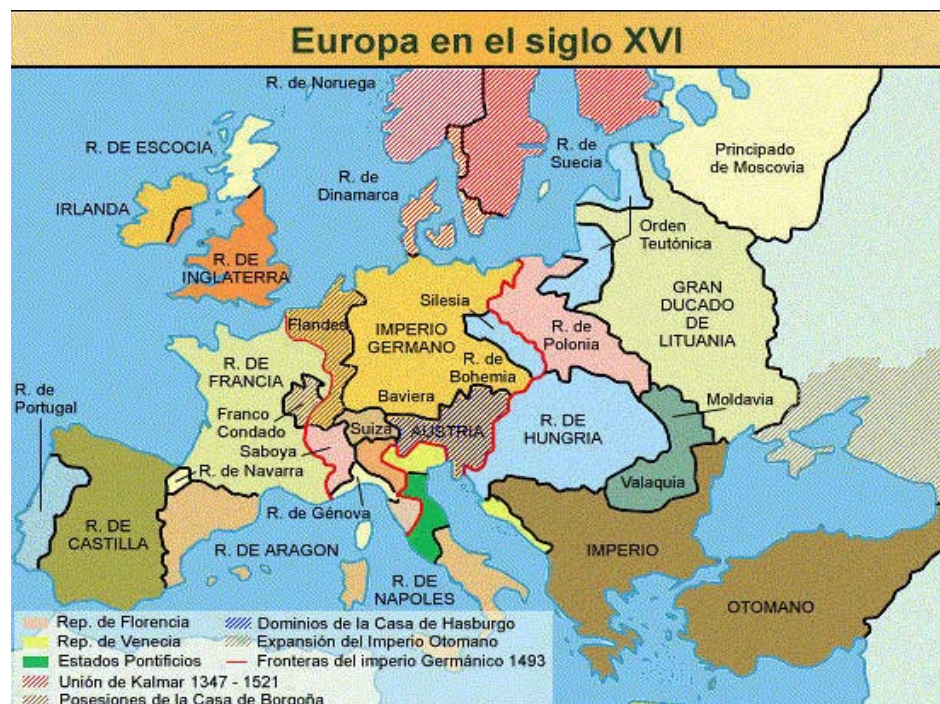 Europa en el siglo XVI
R. de Noruega
R. DE ESCOCIA
R. de
Suecia
Principado
de Moscovia
R. de
Dinamarca
IRLANDA
Orden
Teutónica
R. DE
INGLATERRA
GRAN
DUCADO
DE
LITUANIA
Silesia
Flandes
IMPERIO
GERMANO
R. de
Polonia
R. DE
FRANCIA
R. de
Bohemia
R. de
Portugal
Baviera
Moldavia
Franco
Condado
Suiza
AUSTRIA
R. DE
HUNGRIA
Saboya
R. de Navarra
Valaquia
R. de Génova
R. DE
CASTILLA
R. DE ARAGON
IMPERIO
R. DE
NAPOLES
OTOMANO
Rep. de Florencia
Rep. de Venecia
Estados Pontificios
Unión de Kalmar 1347 - 1521
Posesiones de la Casa de Borgoña
Dominios de la Casa de Hasburgo
Expansión del Imperio Otomano
Fronteras del imperio Germánico 1493